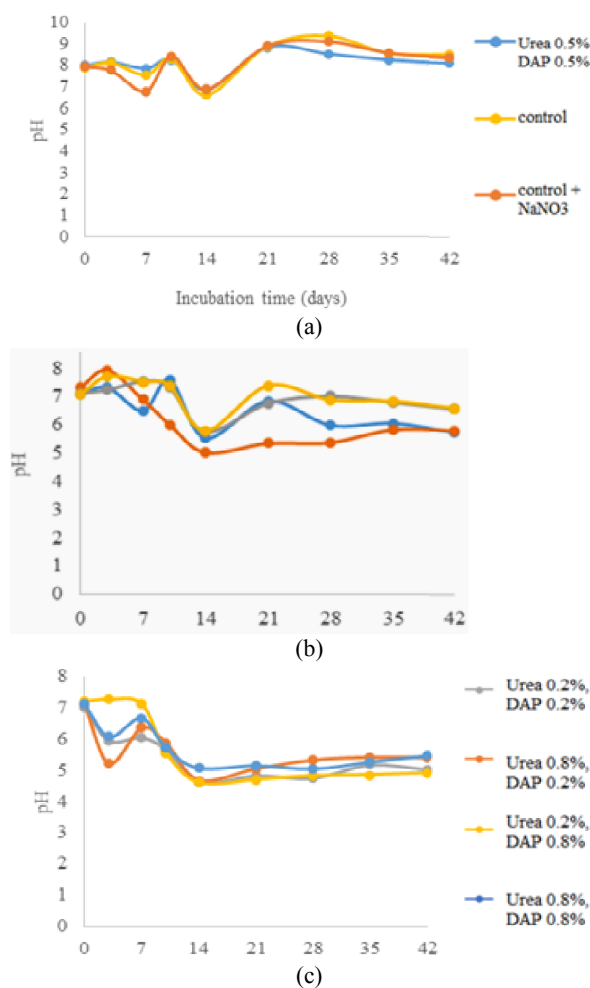 10
9
8
7
6
5
4
3
2
1
0
pH
0 7 14 21 28 35 42
Incubation time (days)
Urea 0.5%
DAP 0.5%
control
control +
NaNO3
(a)
8
7
6
5
4
3
2
1
0
pH
0 7 14 21 28 35 42
(b)
8
7
6
5
4
3
2
1
0
pH
0 7 14 21 28 35 42
Urea 0.2%,
DAP 0.2%
Urea 0.8%,
DAP 0.2%
Urea 0.2%,
DAP 0.8%
Urea 0.8%,
DAP 0.8%
(c)